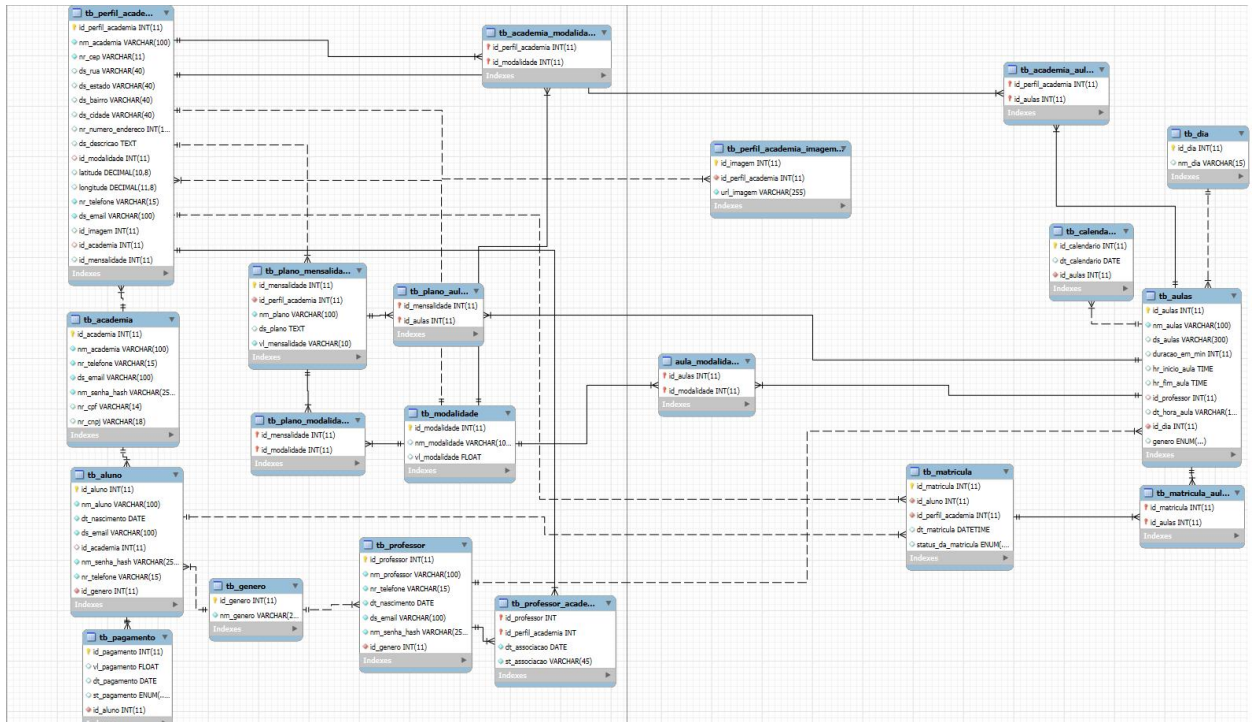 tb_perfil_acade...
id_perfil_academia INT(11)
nm_academia VARCHAR(100)
nr_cep VARCHAR(11)
ds_rua VARCHAR(40)
ds_estado VARCHAR(40)
ds_bairro VARCHAR(40)
ds_cidade VARCHAR(40)
nr_numero_endereco INT(1...
ds_descricao TEXT
id_modalidade INT(11)
latitude DECIMAL(10,8)
longitude DECIMAL(11,8)
nr_telefone VARCHAR(15)
ds_email VARCHAR(100)
id_imagem INT(11)
id_academia INT(11)
id_mensalidade INT(11)
Indexes
tb_academia_modalida...
id_perfil_academia INT(11)
id_modalidade INT(11)
Indexes
tb_academia_aul...
id_perfil_academia INT(11)
id_aulas INT(11)
Indexes
tb_dia
id_dia INT(11)
nm_dia VARCHAR(15)
Indexes
tb_perfil_academia_imagem...
id_imagem INT(11)
id_perfil_academia INT(11)
url_imagem VARCHAR(255)
Indexes
tb_calenda...
id_calendario INT(11)
dt_calendario DATE
id_aulas INT(11)
Indexes
tb_plano_mensalida...
id_mensalidade INT(11)
id_perfil_academia INT(11)
nm_plano VARCHAR(100)
ds_plano TEXT
vl_mensalidade VARCHAR(10)
Indexes
tb_plano_aul...
id_mensalidade INT(11)
id_aulas INT(11)
Indexes
tb_aulas
id_aulas INT(11)
nm_aulas VARCHAR(100)
ds_aulas VARCHAR(300)
duracao_em_min INT(11)
hr_inicio_aula TIME
hr_fim_aula TIME
id_professor INT(11)
dt_hora_aula VARCHAR(1...
id_dia INT(11)
genero ENUM(...)
Indexes
tb_academia
id_academia INT(11)
nm_academia VARCHAR(100)
nr_telefone VARCHAR(15)
ds_email VARCHAR(100)
nm_senha_hash VARCHAR(25...
nr_cpf VARCHAR(14)
nr_cnpj VARCHAR(18)
Indexes
aula_modalida...
id_aulas INT(11)
id_modalidade INT(11)
Indexes
tb_plano_modalida...
id_mensalidade INT(11)
id_modalidade INT(11)
Indexes
tb_modalidade
id_modalidade INT(11)
nm_modalidade VARCHAR(10...
vl_modalidade FLOAT
Indexes
tb_aluno
id_aluno INT(11)
nm_aluno VARCHAR(100)
dt_nascimento DATE
ds_email VARCHAR(100)
id_academia INT(11)
nm_senha_hash VARCHAR(25...
nr_telefone VARCHAR(15)
id_genero INT(11)
Indexes
tb_matricula
id_matricula INT(11)
id_aluno INT(11)
id_perfil_academia INT(11)
dt_matricula DATETIME
status_da_matricula ENUM(....
Indexes
tb_matricula_aul...
id_matricula INT(11)
id_aulas INT(11)
Indexes
tb_professor
id_professor INT(11)
nm_professor VARCHAR(100)
nr_telefone VARCHAR(15)
dt_nascimento DATE
ds_email VARCHAR(100)
nm_senha_hash VARCHAR(25...
id_genero INT(11)
Indexes
tb_genero
id_genero INT(11)
nm_genero VARCHAR(2...
Indexes
tb_professor_acade...
id_professor INT
id_perfil_academia INT
dt_associacao DATE
st_associacao VARCHAR(45)
Indexes
tb_pagamento
id_pagamento INT(11)
vl_pagamento FLOAT
dt_pagamento DATE
st_pagamento ENUM(.....
id_aluno INT(11)
Indexes